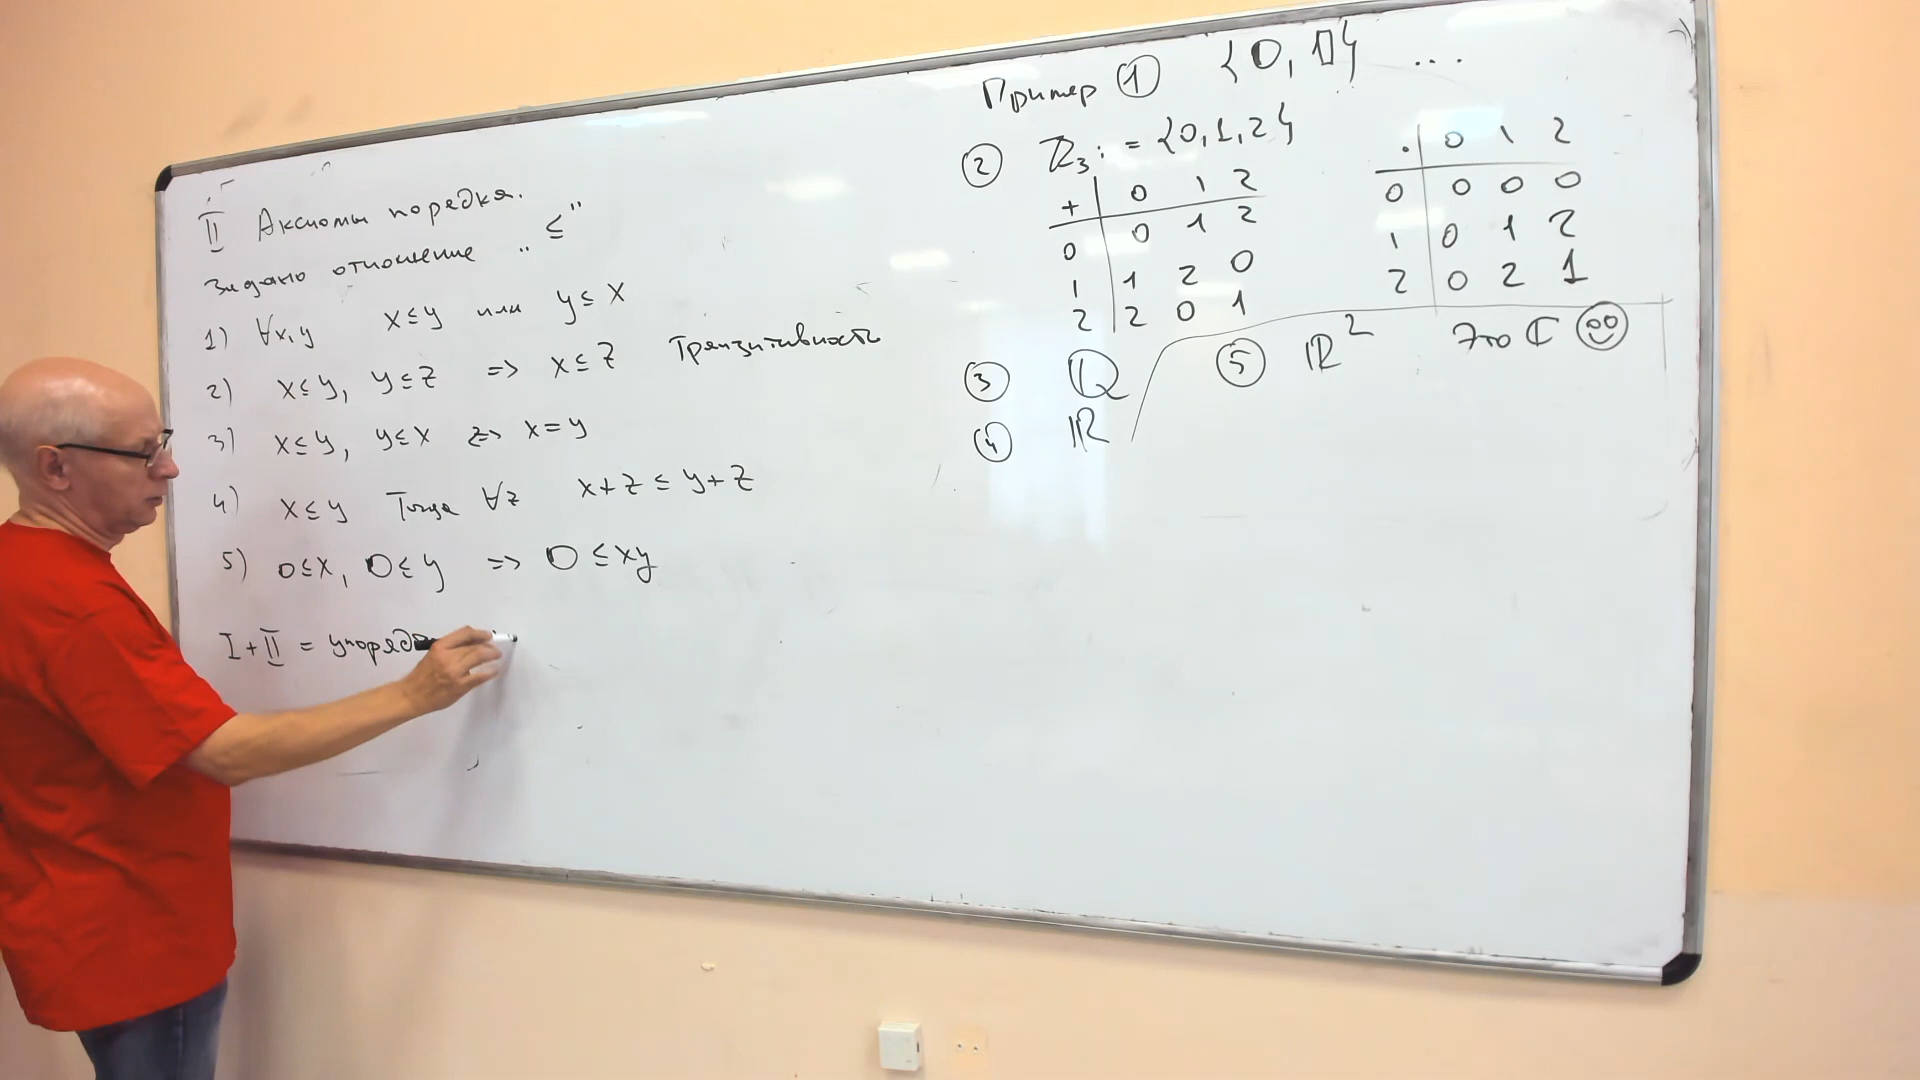 II Аксиомы порядка.
Задано отношение „≤"
1) ∀x,y x≤y или y≤x
2) x≤y, y≤z => x≤z Транзитивность
3) x≤y, y≤x => x=y
4) x≤y Тогда ∀z x+z≤y+z
5) 0≤x, 0≤y => 0≤xy
I+II = упоряд
Пример ① {0,1} ...
② ℤ₃:={0,1,2}
+ 0 1 2
0 0 1 2
1 1 2 0
2 2 0 1
· 0 1 2
0 0 0 0
1 0 1 2
2 0 2 1
③ ℚ
④ ℝ
⑤ ℝ² Это ℂ